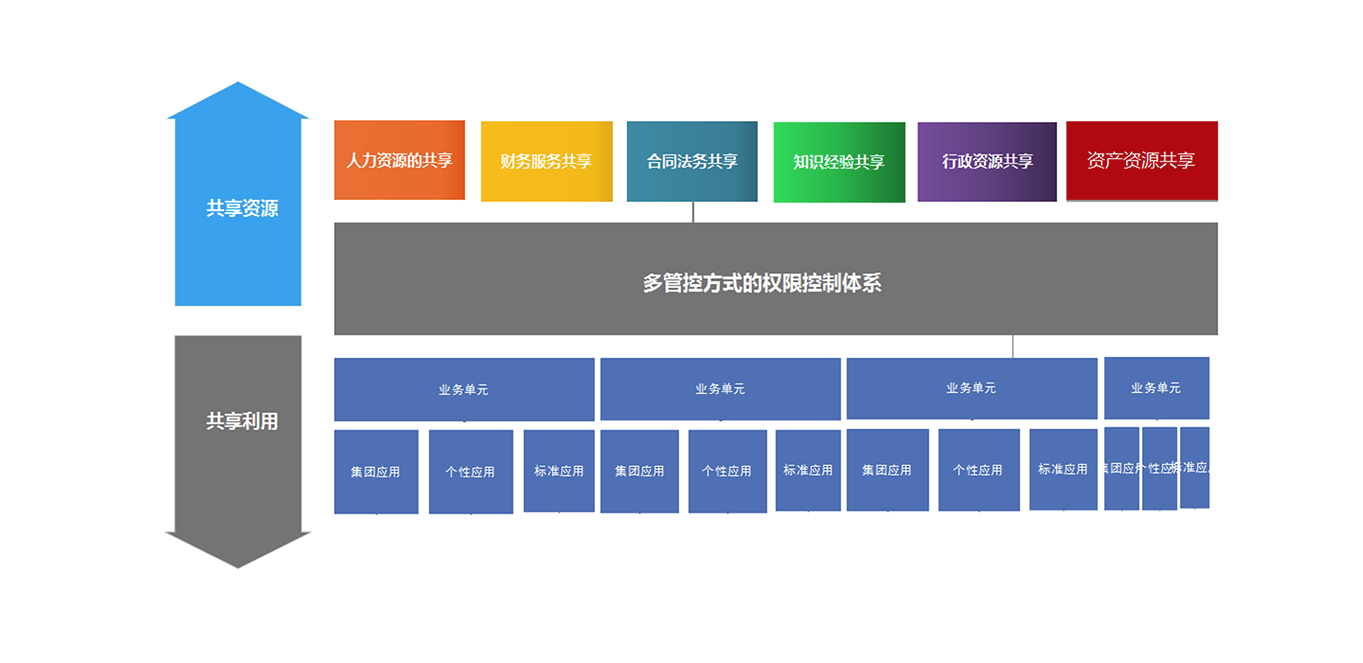 共享资源
人力资源的共享
财务服务共享
合同法务共享
知识经验共享
行政资源共享
资产资源共享
多管控方式的权限控制体系
共享利用
业务单元
业务单元
业务单元
业务单元
集团应用
个性应用
标准应用
集团应用
个性应用
标准应用
集团应用
个性应用
标准应用
集团应
个性应
标准应